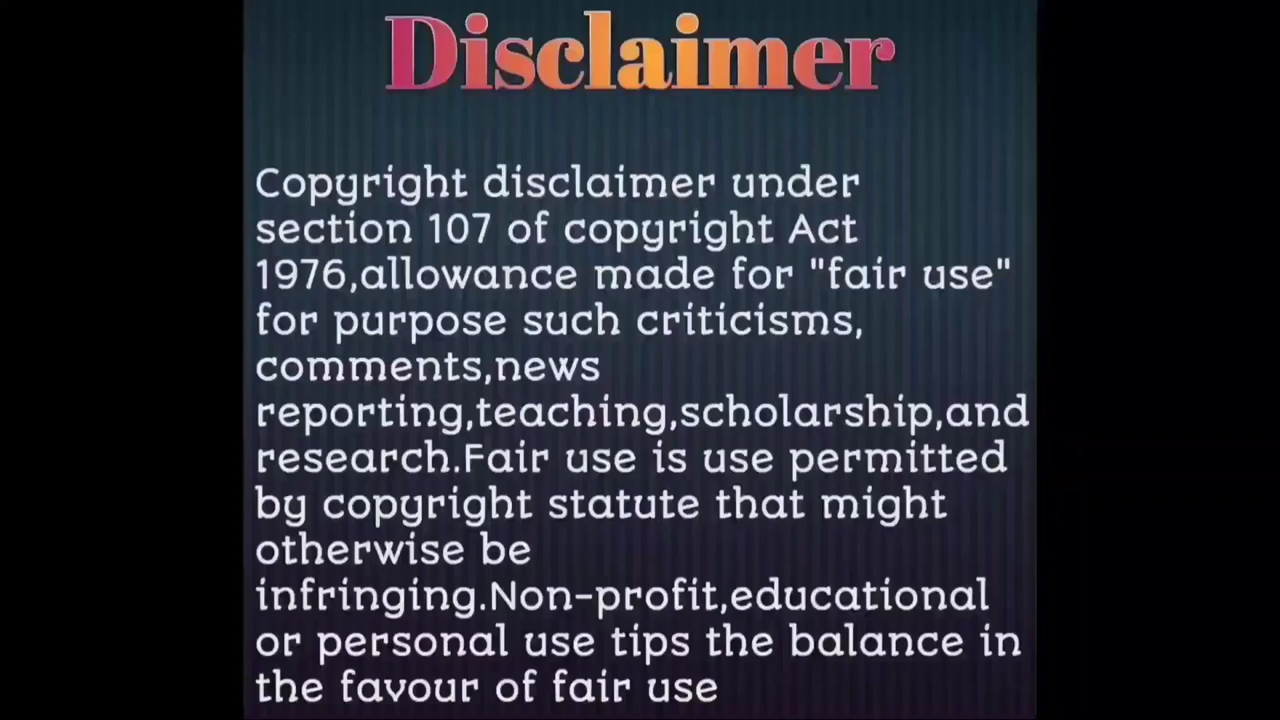 Disclaimer
Copyright disclaimer under
section 107 of copyright Act
1976,allowance made for "fair use"
for purpose such criticisms,
comments,news
reporting,teaching,scholarship,and
research.Fair use is use permitted
by copyright statute that might
otherwise be
infringing.Non-profit,educational
or personal use tips the balance in
the favour of fair use